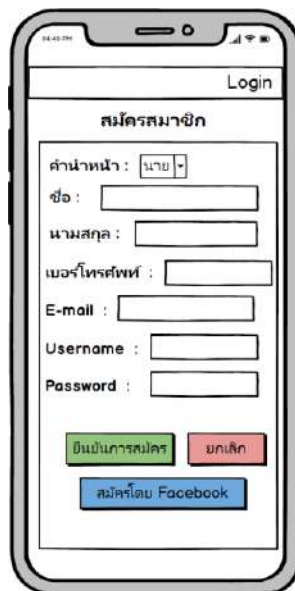 04:40 PM
Login
สมัครสมาชิก
คำนำหน้า : นาย
ชื่อ :
นามสกุล :
เบอร์โทรศัพท์ :
E-mail :
Username :
Password :
ยืนยันการสมัคร ยกเลิก
สมัครโดย Facebook